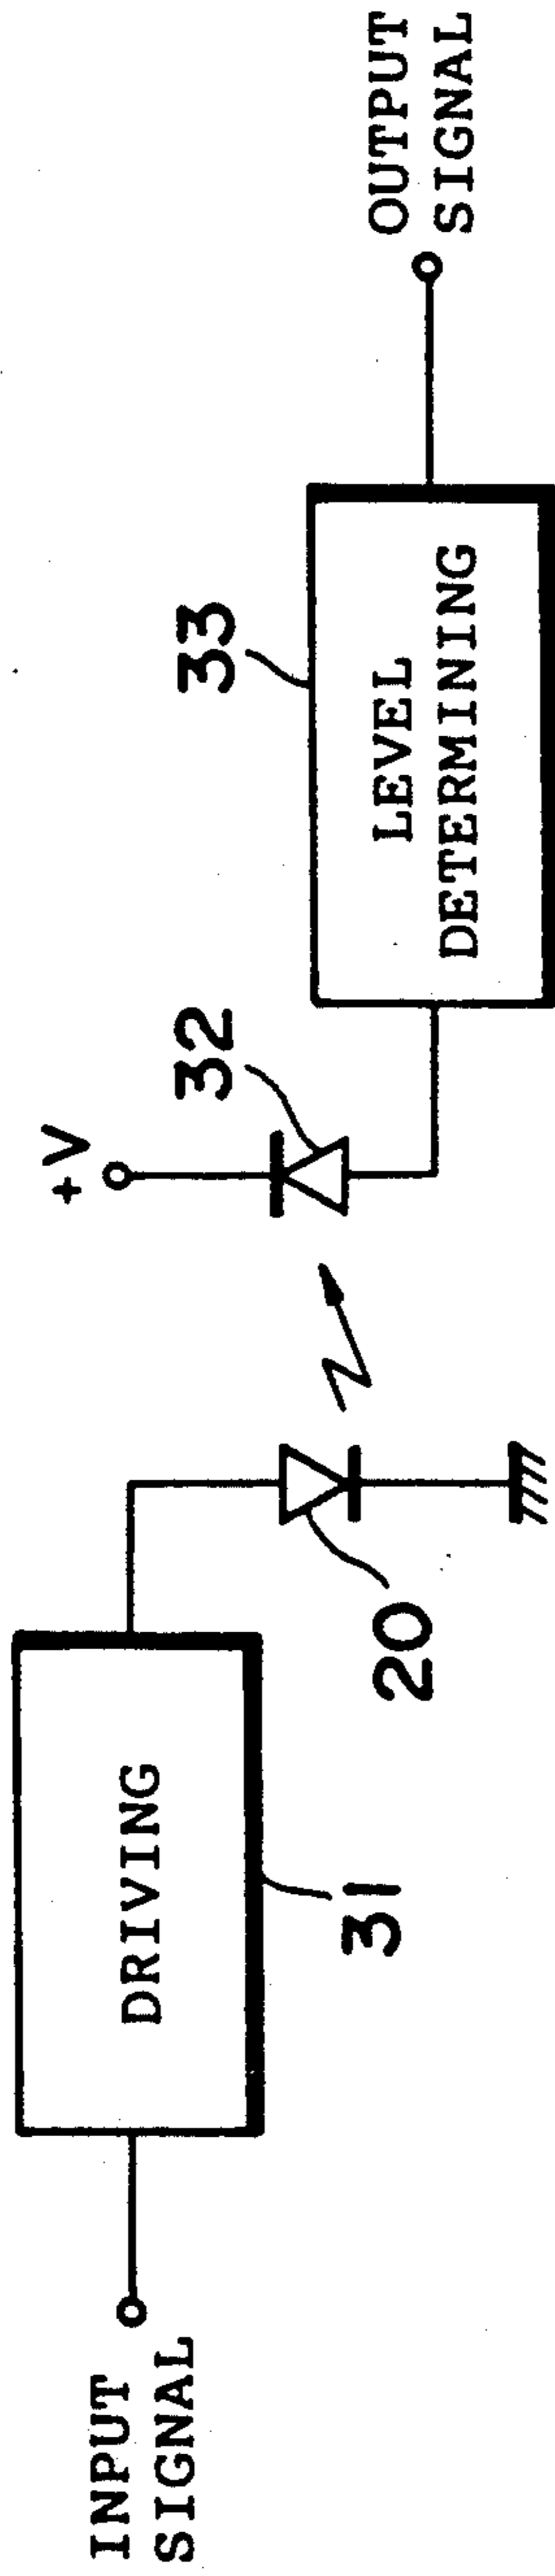 INPUT
SIGNAL
DRIVING
31
20
+V
32
33
LEVEL
DETERMINING
OUTPUT
SIGNAL